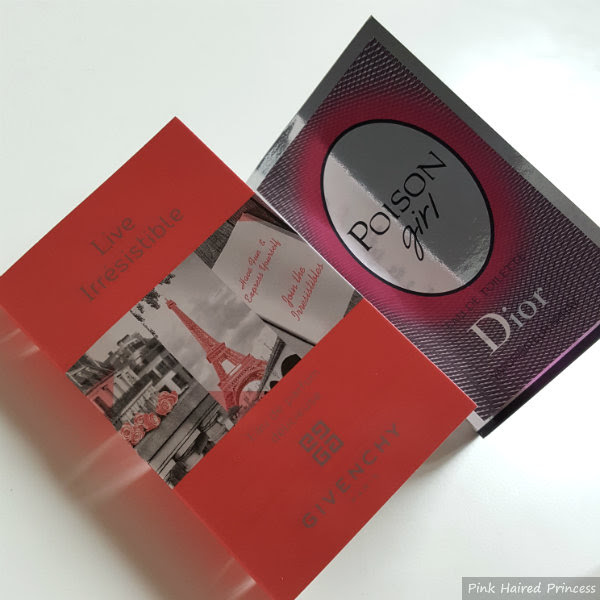 Live
Irresistible
Have Fun &
Express Yourself
Join the
Irresistibles
GIVENCHY
POISON
girl
Dior
Pink Haired Princess